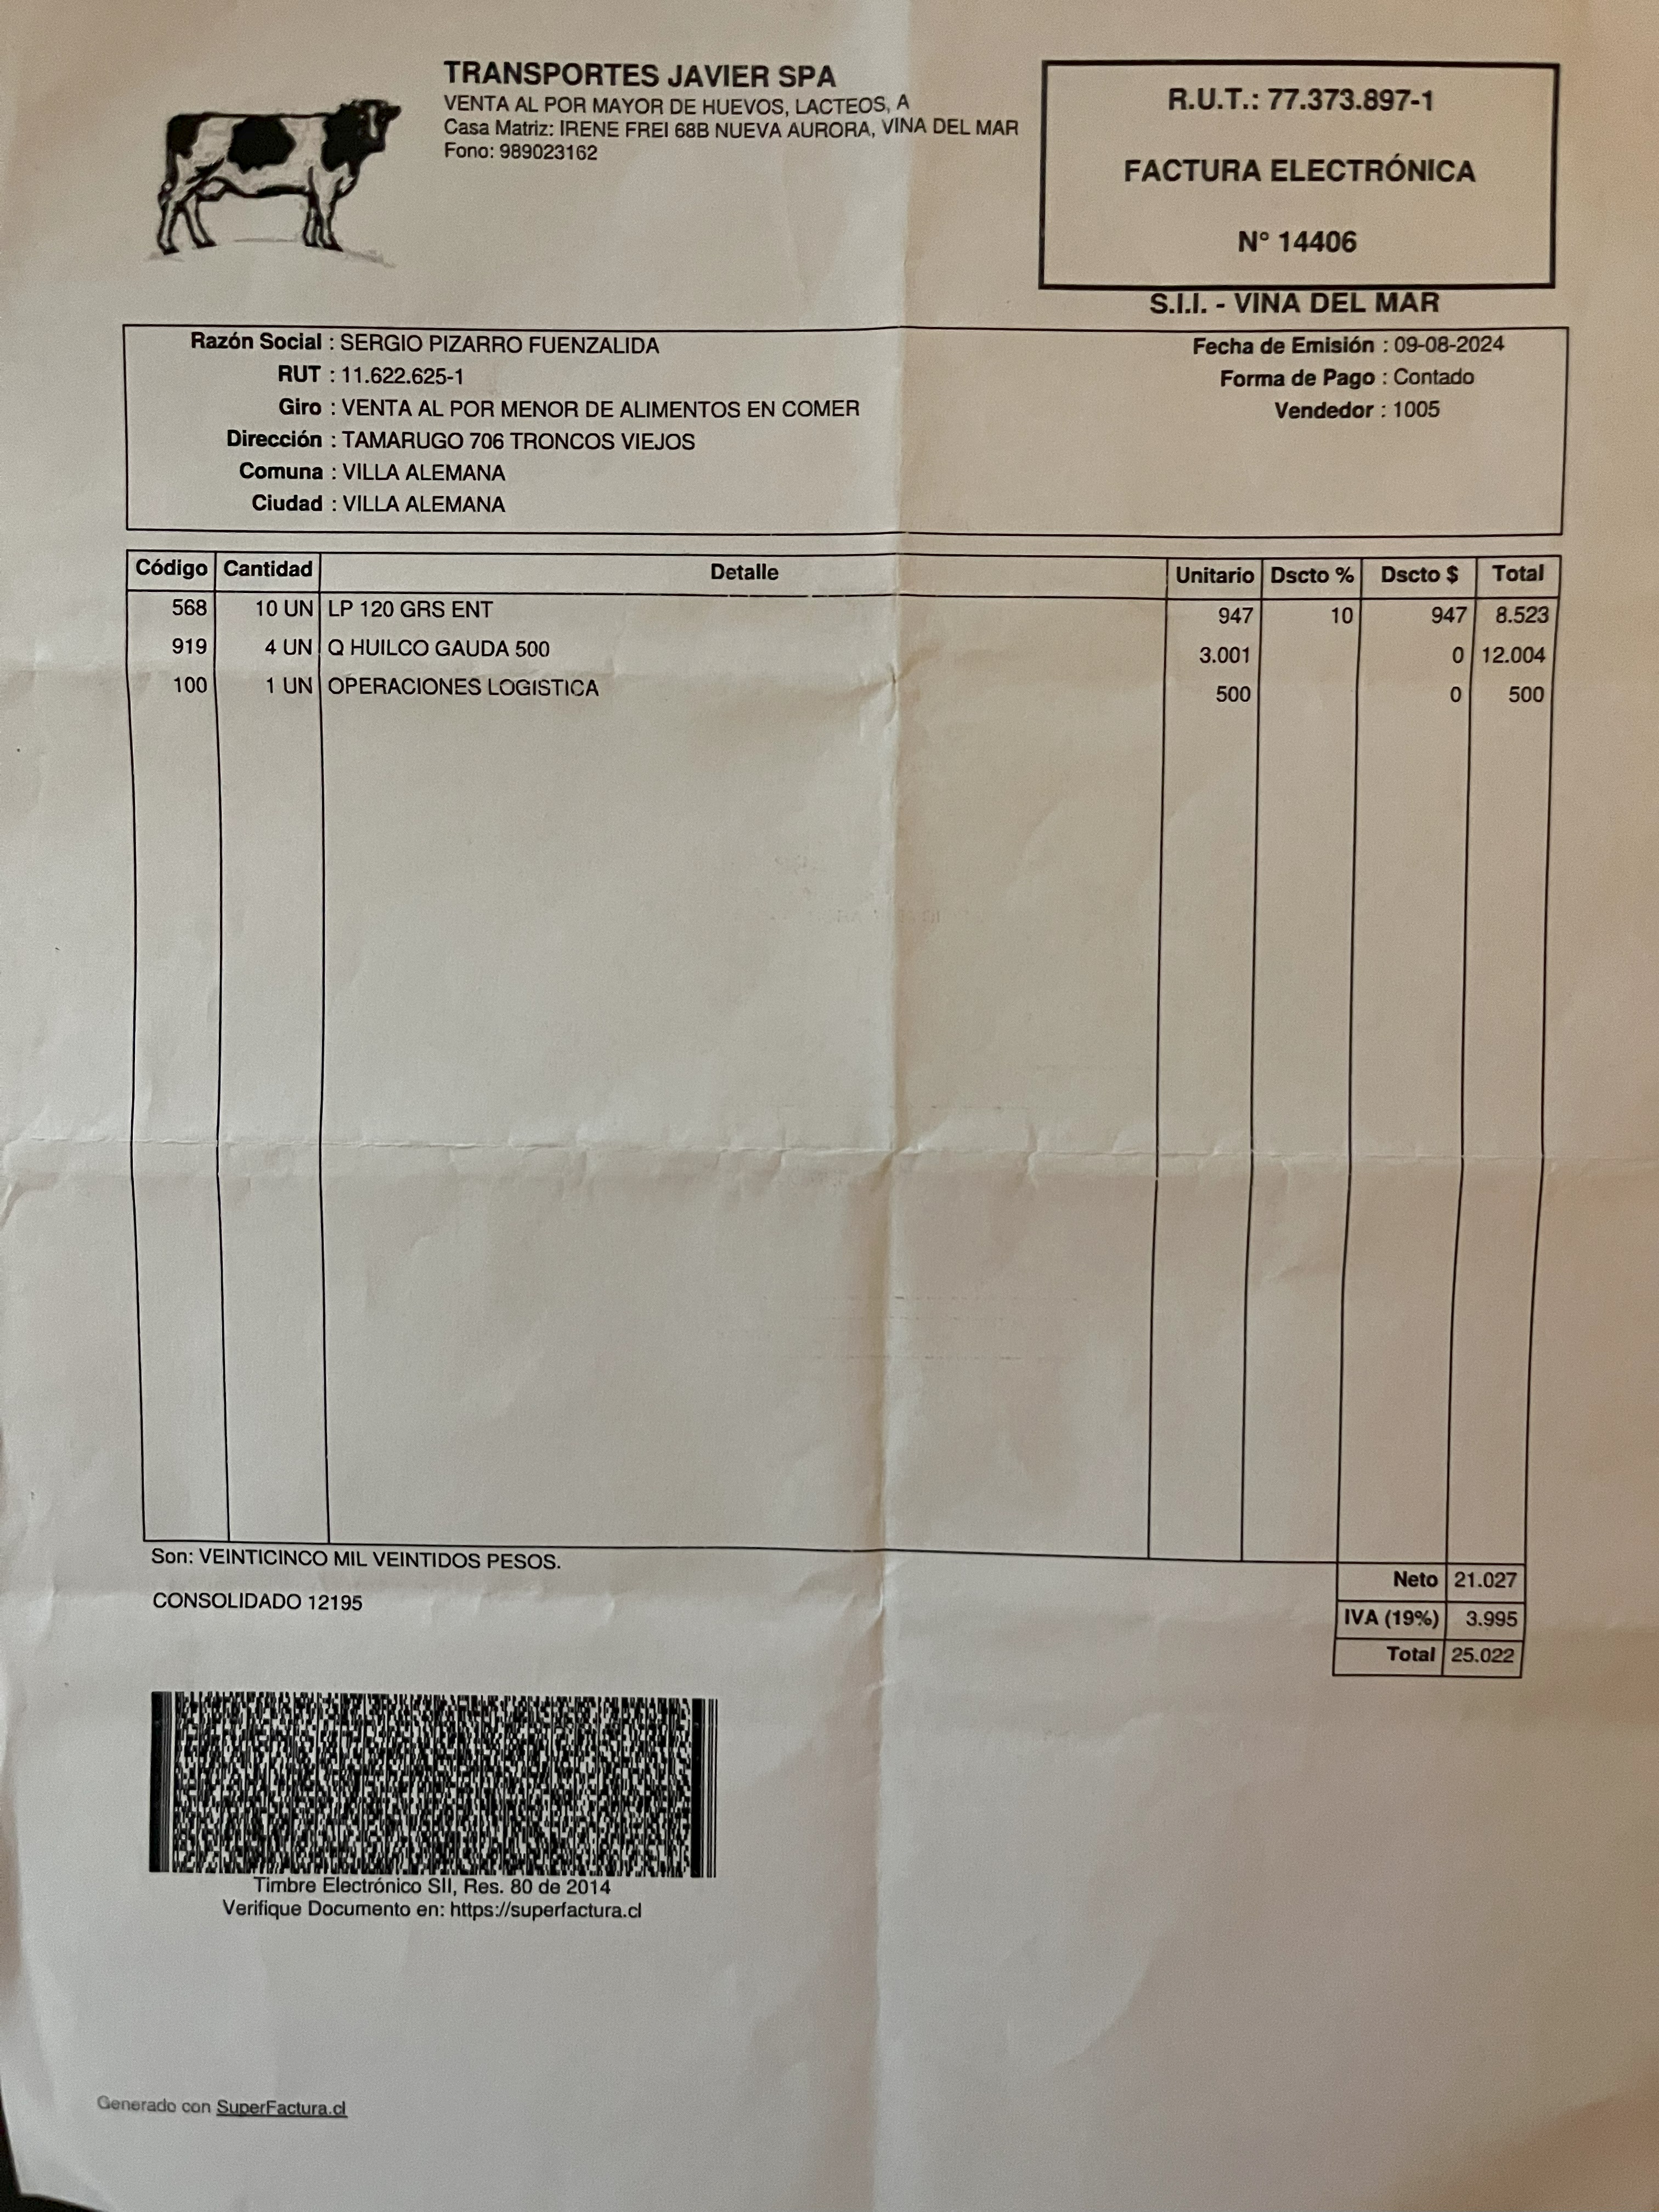 TRANSPORTES JAVIER SPA
VENTA AL POR MAYOR DE HUEVOS, LACTEOS, A
Casa Matriz: IRENE FREI 68B NUEVA AURORA, VINA DEL MAR
Fono: 989023162
R.U.T.: 77.373.897-1
FACTURA ELECTRÓNICA
N° 14406
S.I.I. - VINA DEL MAR
Razón Social : SERGIO PIZARRO FUENZALIDA
RUT : 11.622.625-1
Giro : VENTA AL POR MENOR DE ALIMENTOS EN COMER
Dirección : TAMARUGO 706 TRONCOS VIEJOS
Comuna : VILLA ALEMANA
Ciudad : VILLA ALEMANA
Fecha de Emisión : 09-08-2024
Forma de Pago : Contado
Vendedor : 1005
Código Cantidad Detalle Unitario Dscto % Dscto $ Total
568 10 UN LP 120 GRS ENT 947 10 947 8.523
919 4 UN Q HUILCO GAUDA 500 3.001 0 12.004
100 1 UN OPERACIONES LOGISTICA 500 0 500
Son: VEINTICINCO MIL VEINTIDOS PESOS.
CONSOLIDADO 12195
Neto 21.027
IVA (19%) 3.995
Total 25.022
Timbre Electrónico SII, Res. 80 de 2014
Verifique Documento en: https://superfactura.cl
Generado con SuperFactura.cl